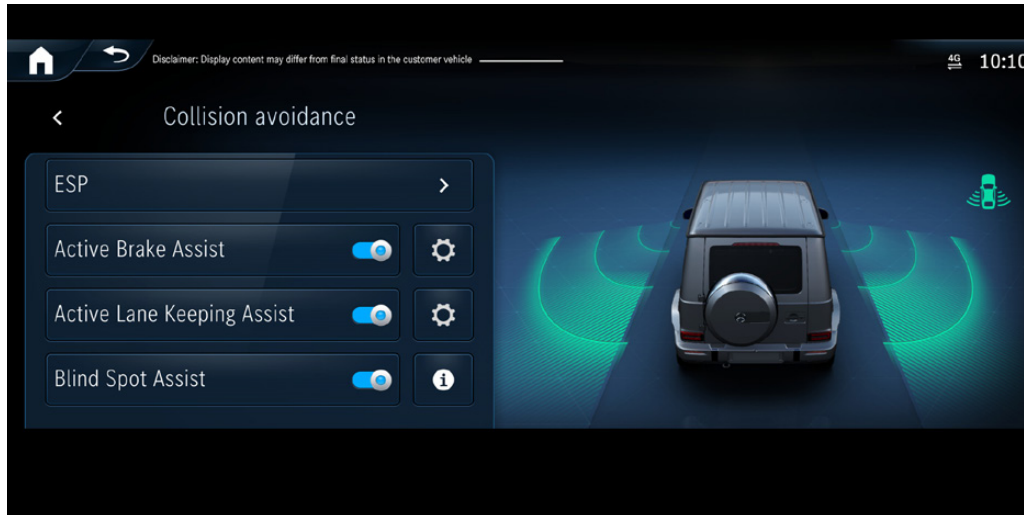 Disclaimer: Display content may differ from final status in the customer vehicle
4G
10:10
Collision avoidance
ESP
Active Brake Assist
Active Lane Keeping Assist
Blind Spot Assist